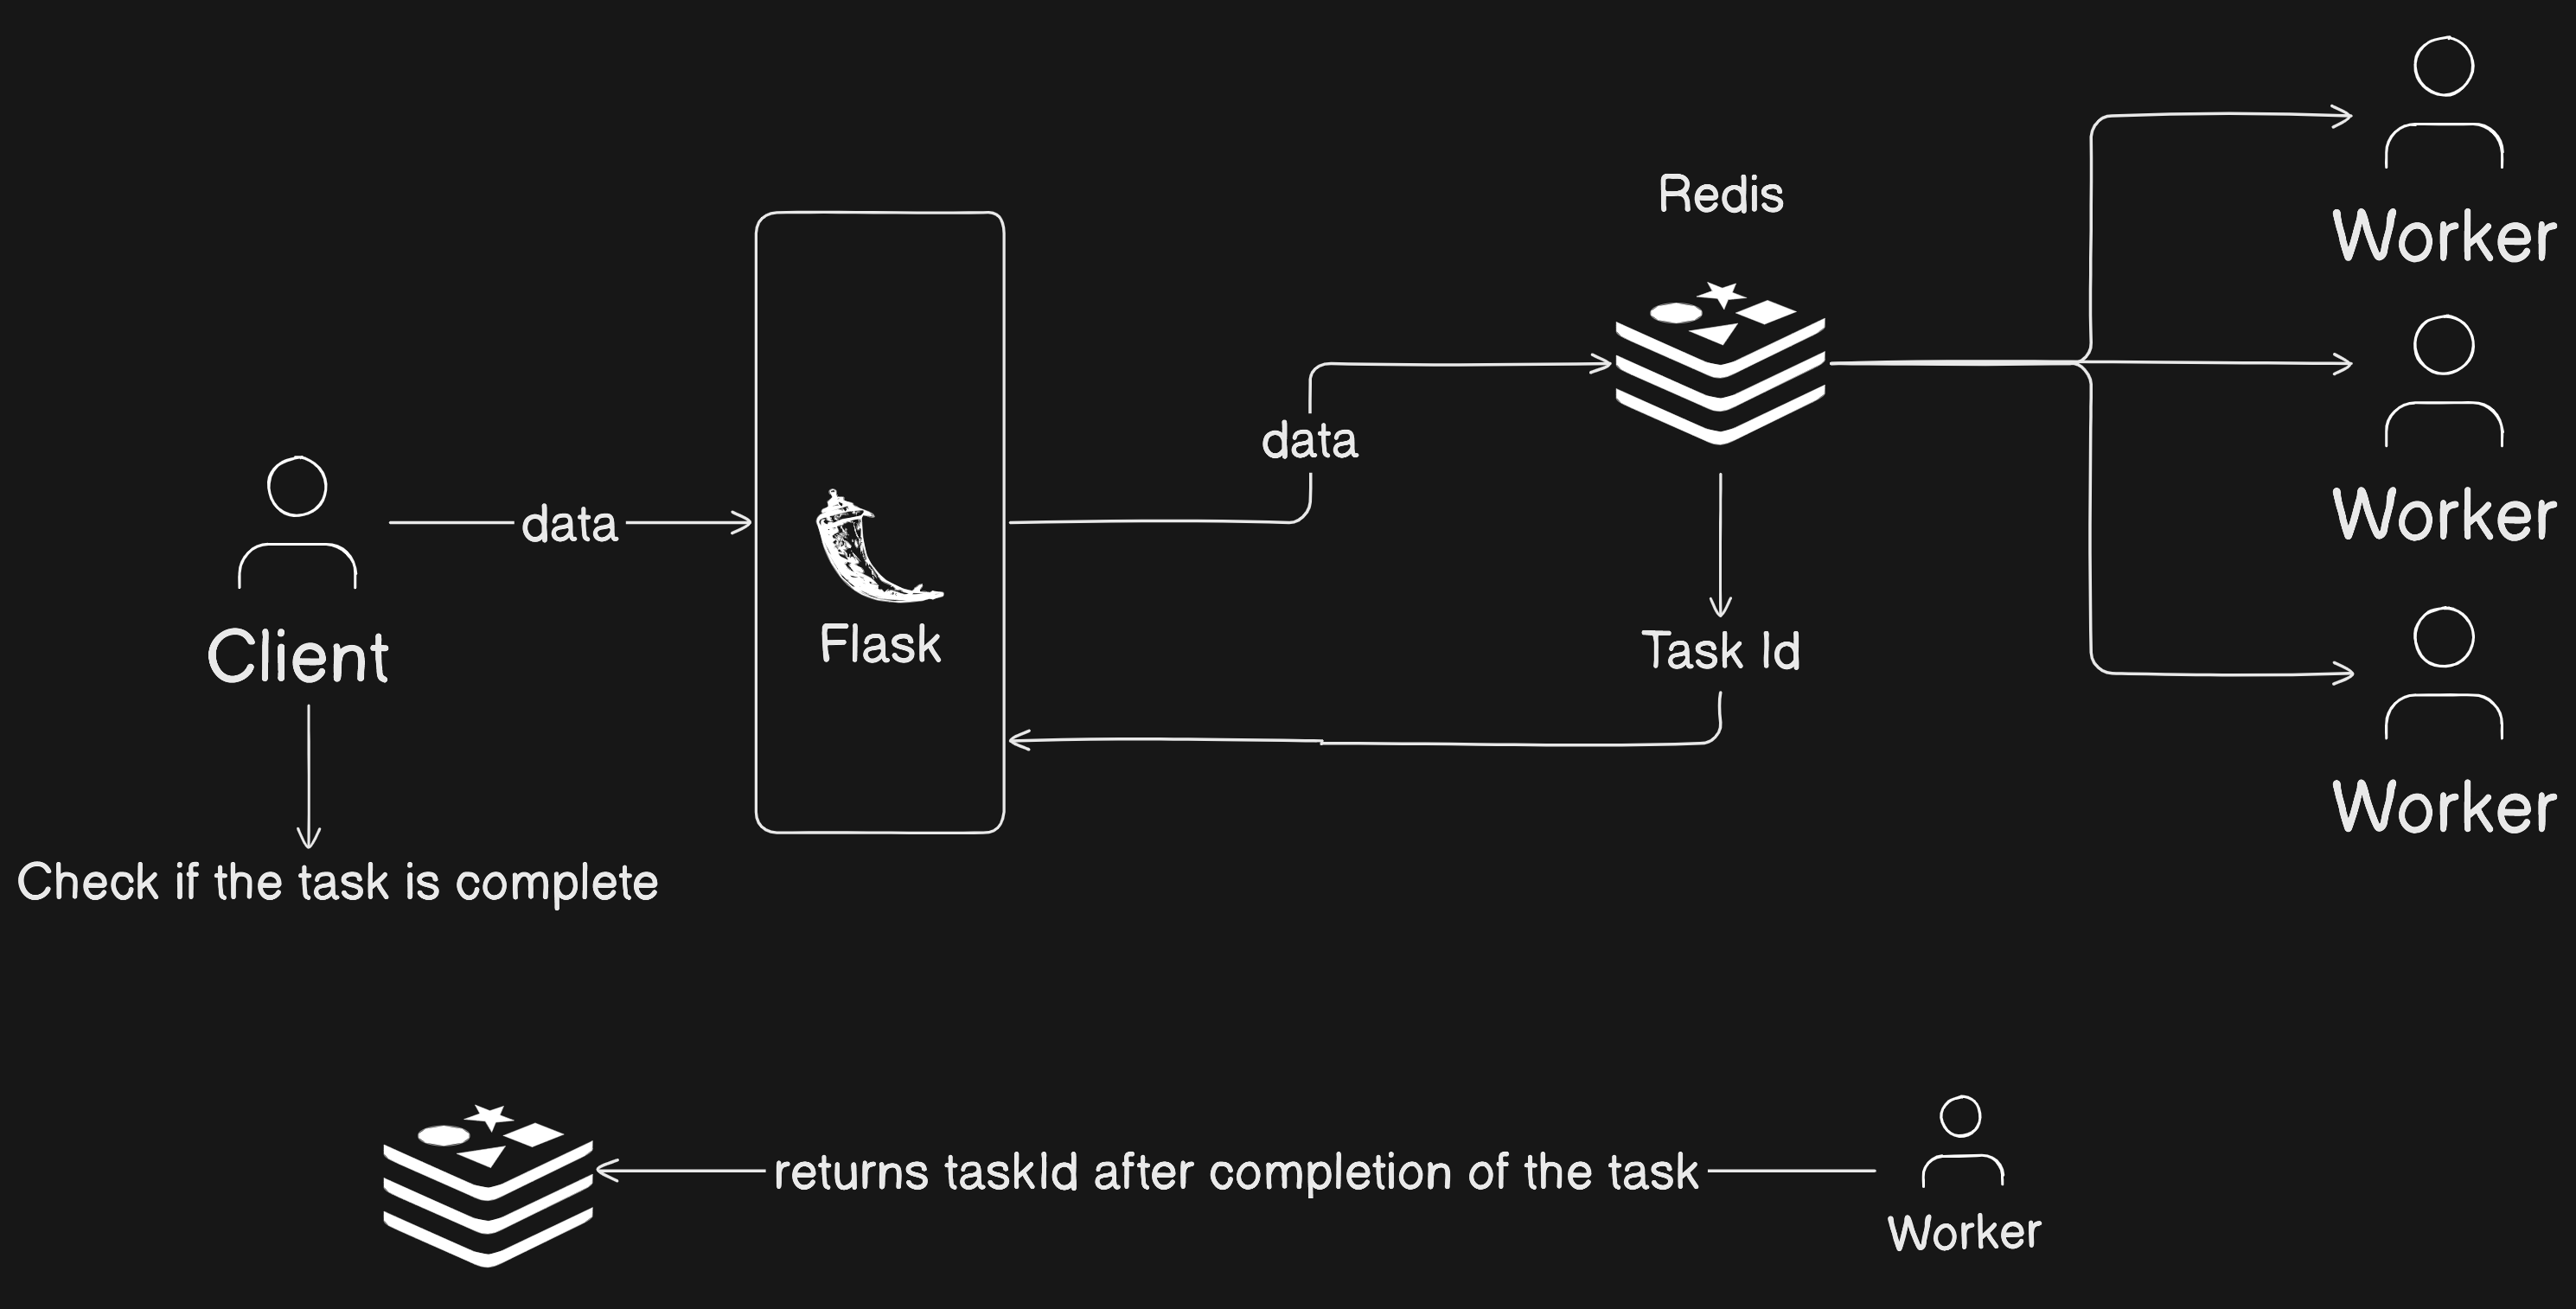 Redis
Worker
data
data
Worker
Client
Flask
Task Id
Worker
Check if the task is complete
returns taskId after completion of the task
Worker